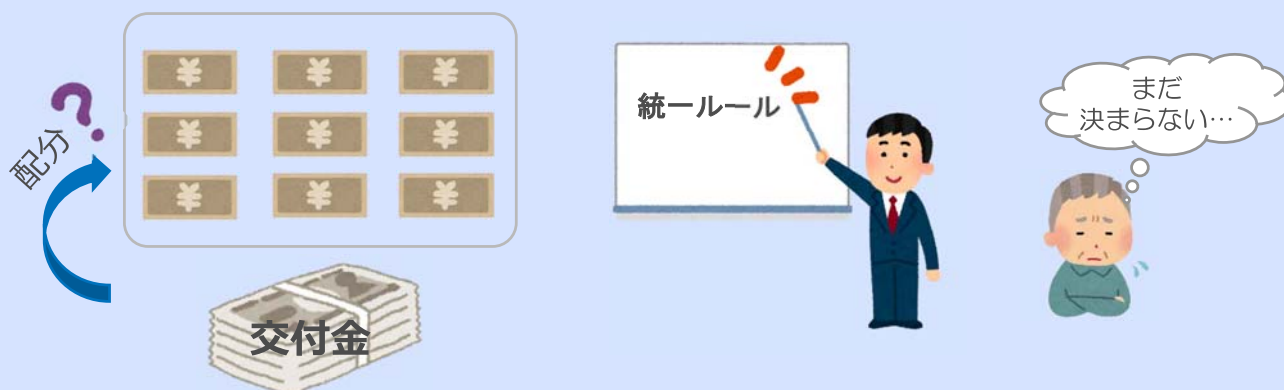 配分
?
¥ ¥ ¥
¥ ¥ ¥
¥ ¥ ¥
交付金
統一ルール
まだ
決まらない…